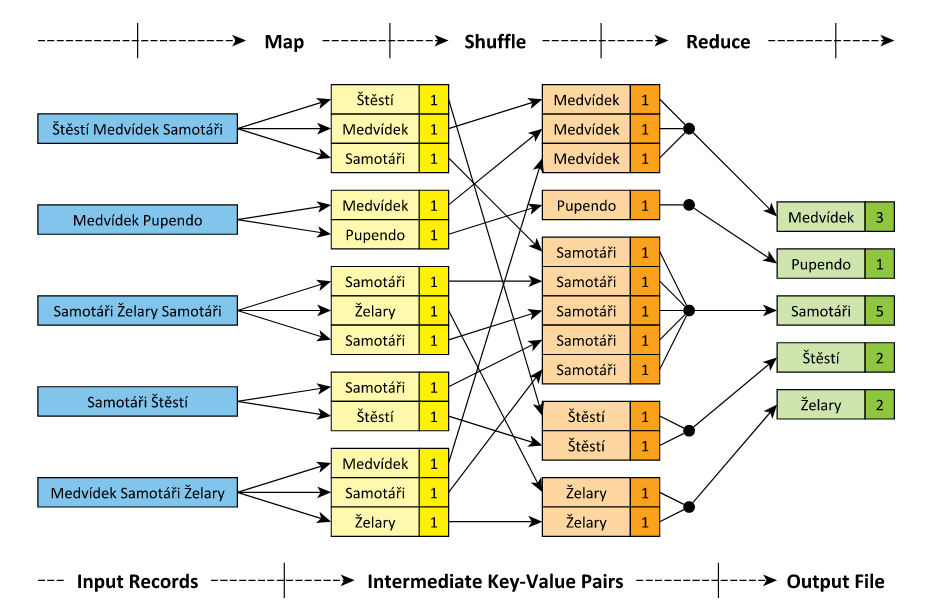 Map
Shuffle
Reduce
Štěstí Medvídek Samotáři
Medvídek Pupendo
Samotáři Želary Samotáři
Samotáři Štěstí
Medvídek Samotáři Želary
Štěstí 1
Medvídek 1
Samotáři 1
Medvídek 1
Pupendo 1
Samotáři 1
Želary 1
Samotáři 1
Samotáři 1
Štěstí 1
Medvídek 1
Samotáři 1
Želary 1
Medvídek 1
Medvídek 1
Medvídek 1
Pupendo 1
Samotáři 1
Samotáři 1
Samotáři 1
Samotáři 1
Samotáři 1
Štěstí 1
Štěstí 1
Želary 1
Želary 1
Medvídek 3
Pupendo 1
Samotáři 5
Štěstí 2
Želary 2
Input Records
Intermediate Key-Value Pairs
Output File